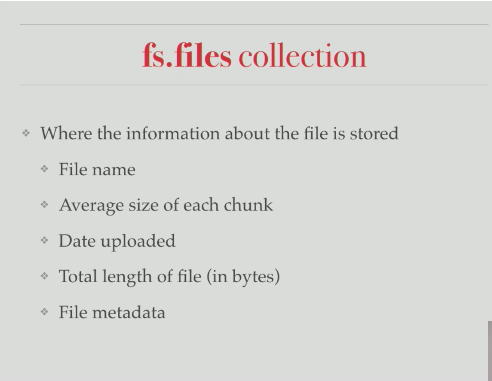 fs.files collection
Where the information about the file is stored
File name
Average size of each chunk
Date uploaded
Total length of file (in bytes)
File metadata